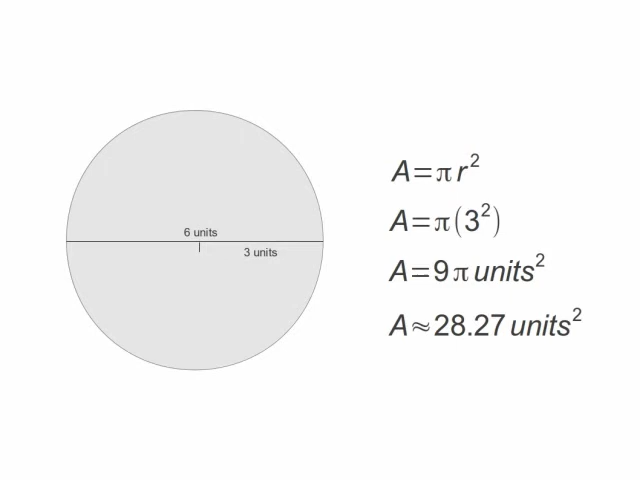 6 units
3 units
A=πr²
A=π(3²)
A=9π units²
A≈28.27 units²